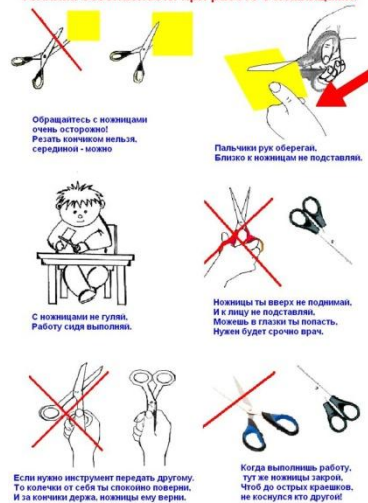 Обращайтесь с ножницами
очень осторожно!
Резать кончиком нельзя,
серединой - можно
Пальчики рук оберегай,
Близко к ножницам не подставляй.
С ножницами не гуляй,
Работу сидя выполняй.
Ножницы ты вверх не поднимай,
И к лицу не подставляй,
Можешь в глазки ты попасть,
Нужен будет срочно врач.
Если нужно инструмент передать другому,
То колечки от себя ты спокойно поверни,
И за кончики держа, ножницы ему верни.
Когда выполнишь работу,
тут же ножницы закрой,
Чтоб до острых краешков,
не коснулся кто другой!